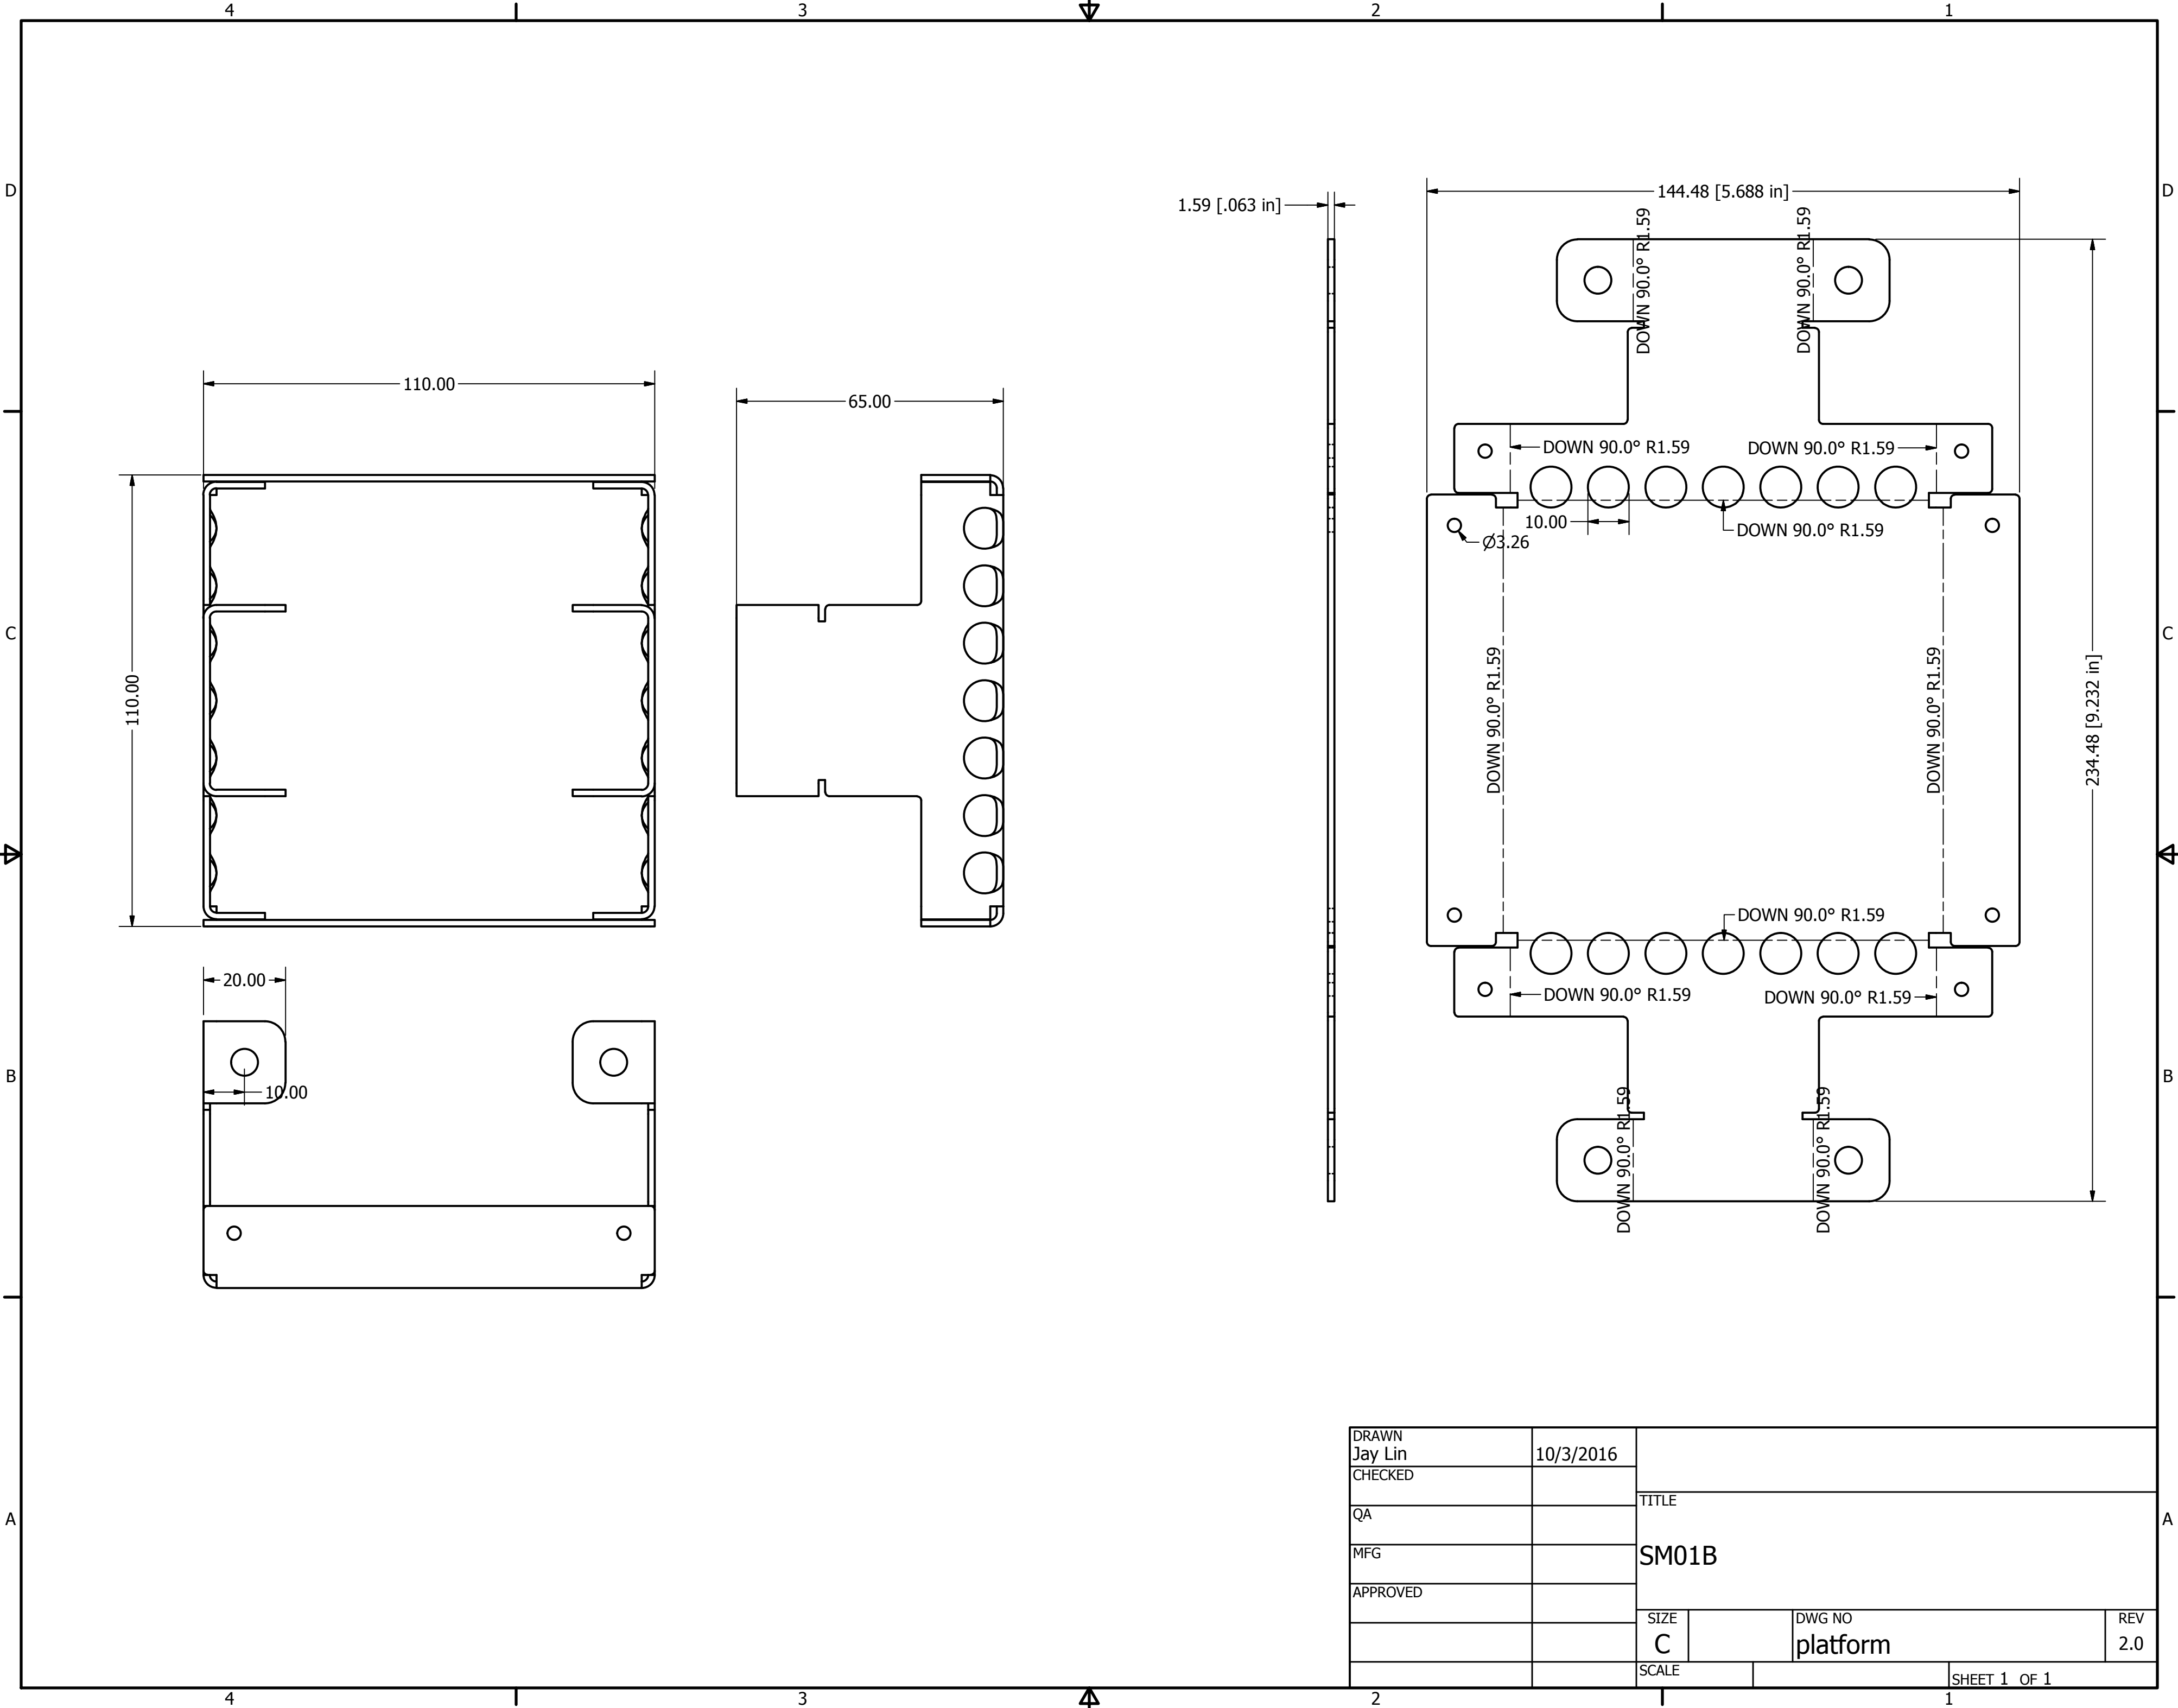 4 3 2 1
D D
144.48 [5.688 in]
1.59 [.063 in]
DOWN 90.0° R1.59
DOWN 90.0° R1.59
110.00
65.00
DOWN 90.0° R1.59
DOWN 90.0° R1.59
10.00
DOWN 90.0° R1.59
Ø3.26
C C
110.00
DOWN 90.0° R1.59
DOWN 90.0° R1.59
234.48 [9.232 in]
DOWN 90.0° R1.59
20.00
DOWN 90.0° R1.59
DOWN 90.0° R1.59
B B
10.00
DOWN 90.0° R1.59
DOWN 90.0° R1.59
DRAWN
Jay Lin 10/3/2016
CHECKED
TITLE
QA
SM01B
MFG
APPROVED
A A
SIZE DWG NO REV
C platform 2.0
SCALE SHEET 1 OF 1
4 3 2 1